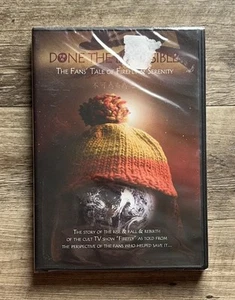 DONE THE
THE FANS' TALE OF FIREFLY & SERENITY
THE STORY OF THE RISE & FALL & REBIRTH
OF THE CULT TV SHOW "FIREFLY" AS TOLD FROM
THE PERSPECTIVE OF THE FANS WHO HELPED SAVE IT...